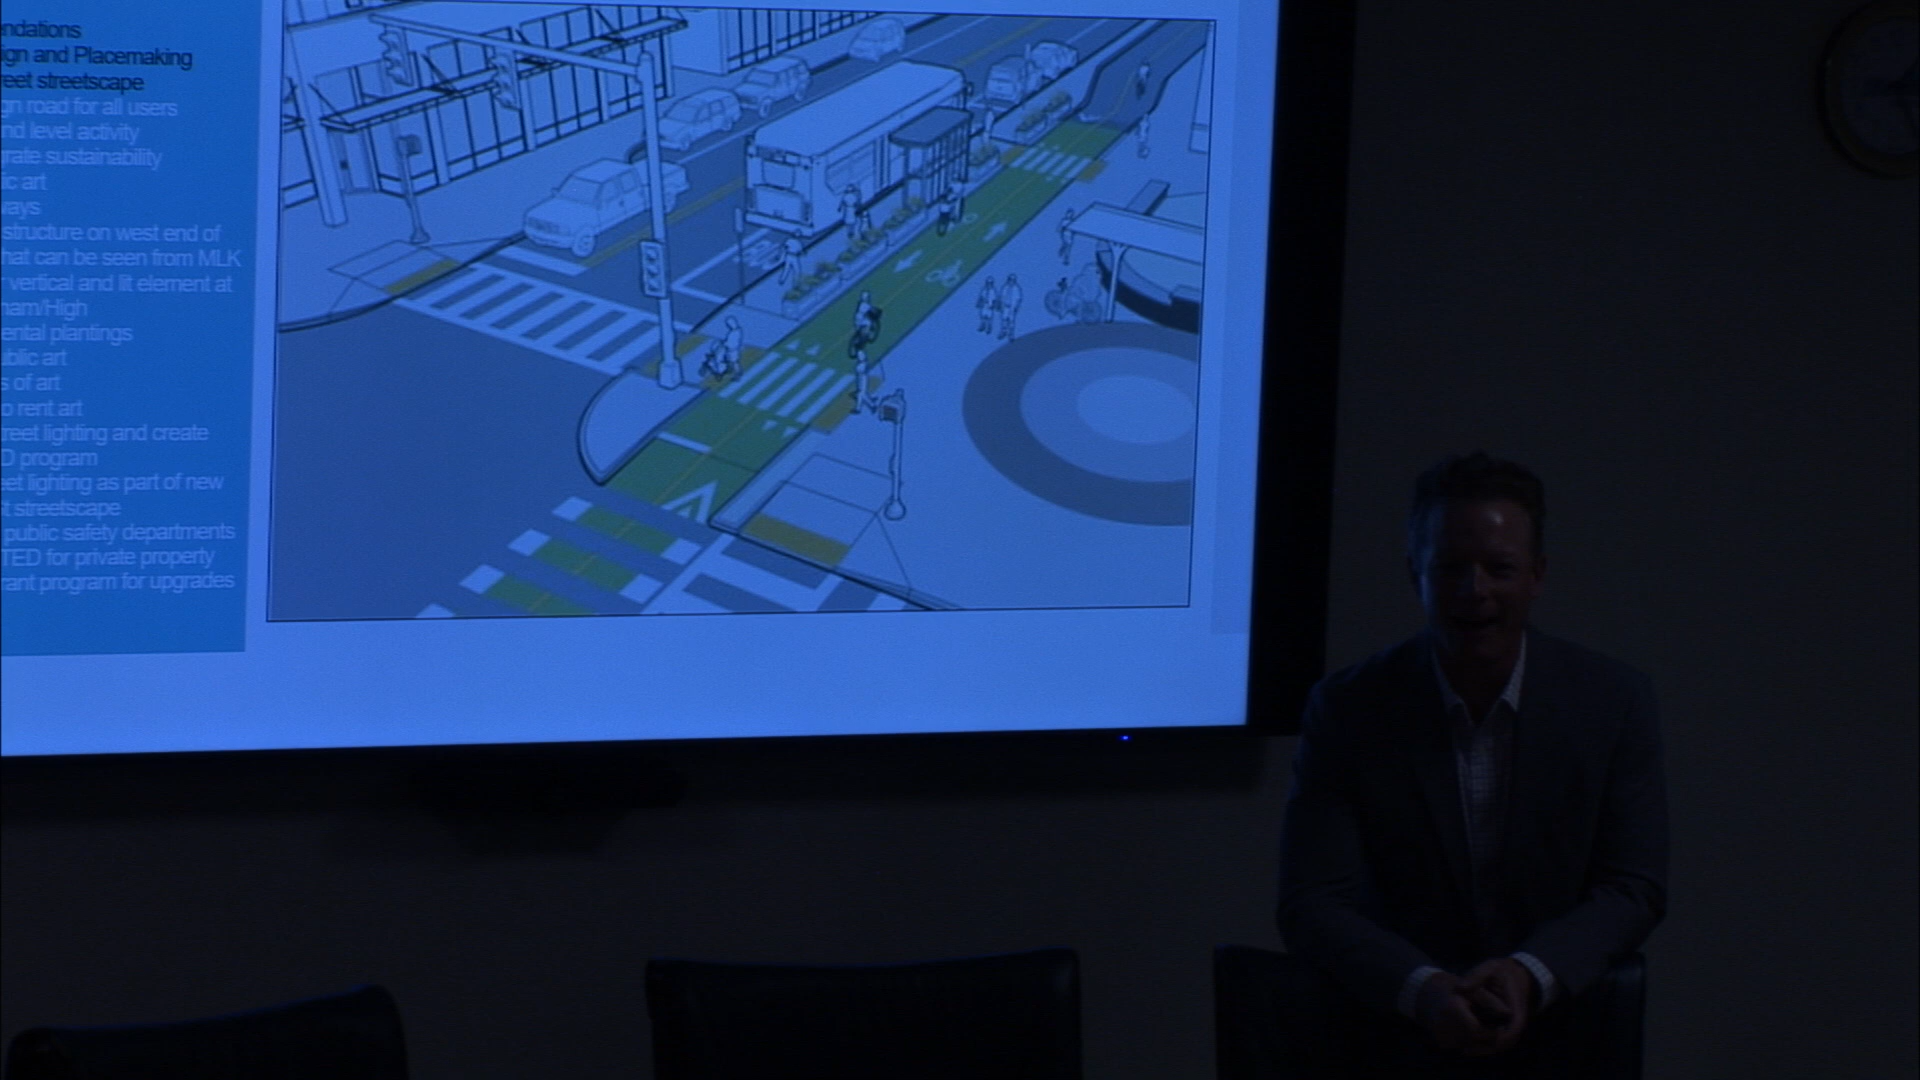 ndations
ign and Placemaking
reet streetscape
gn road for all users
nd level activity
grate sustainability
ic art
ways
structure on west end of
hat can be seen from MLK
r vertical and lit element at
ham/High
ental plantings
ublic art
s of art
o rent art
treet lighting and create
D program
eet lighting as part of new
t streetscape
public safety departments
TED for private property
rant program for upgrades